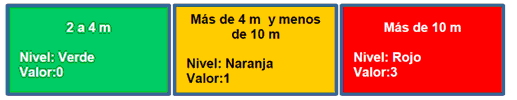 2 a 4 m
Nivel: Verde
Valor:0
Más de 4 m  y menos
de 10 m
Nivel: Naranja
Valor:1
Más de 10 m
Nivel: Rojo
Valor:3